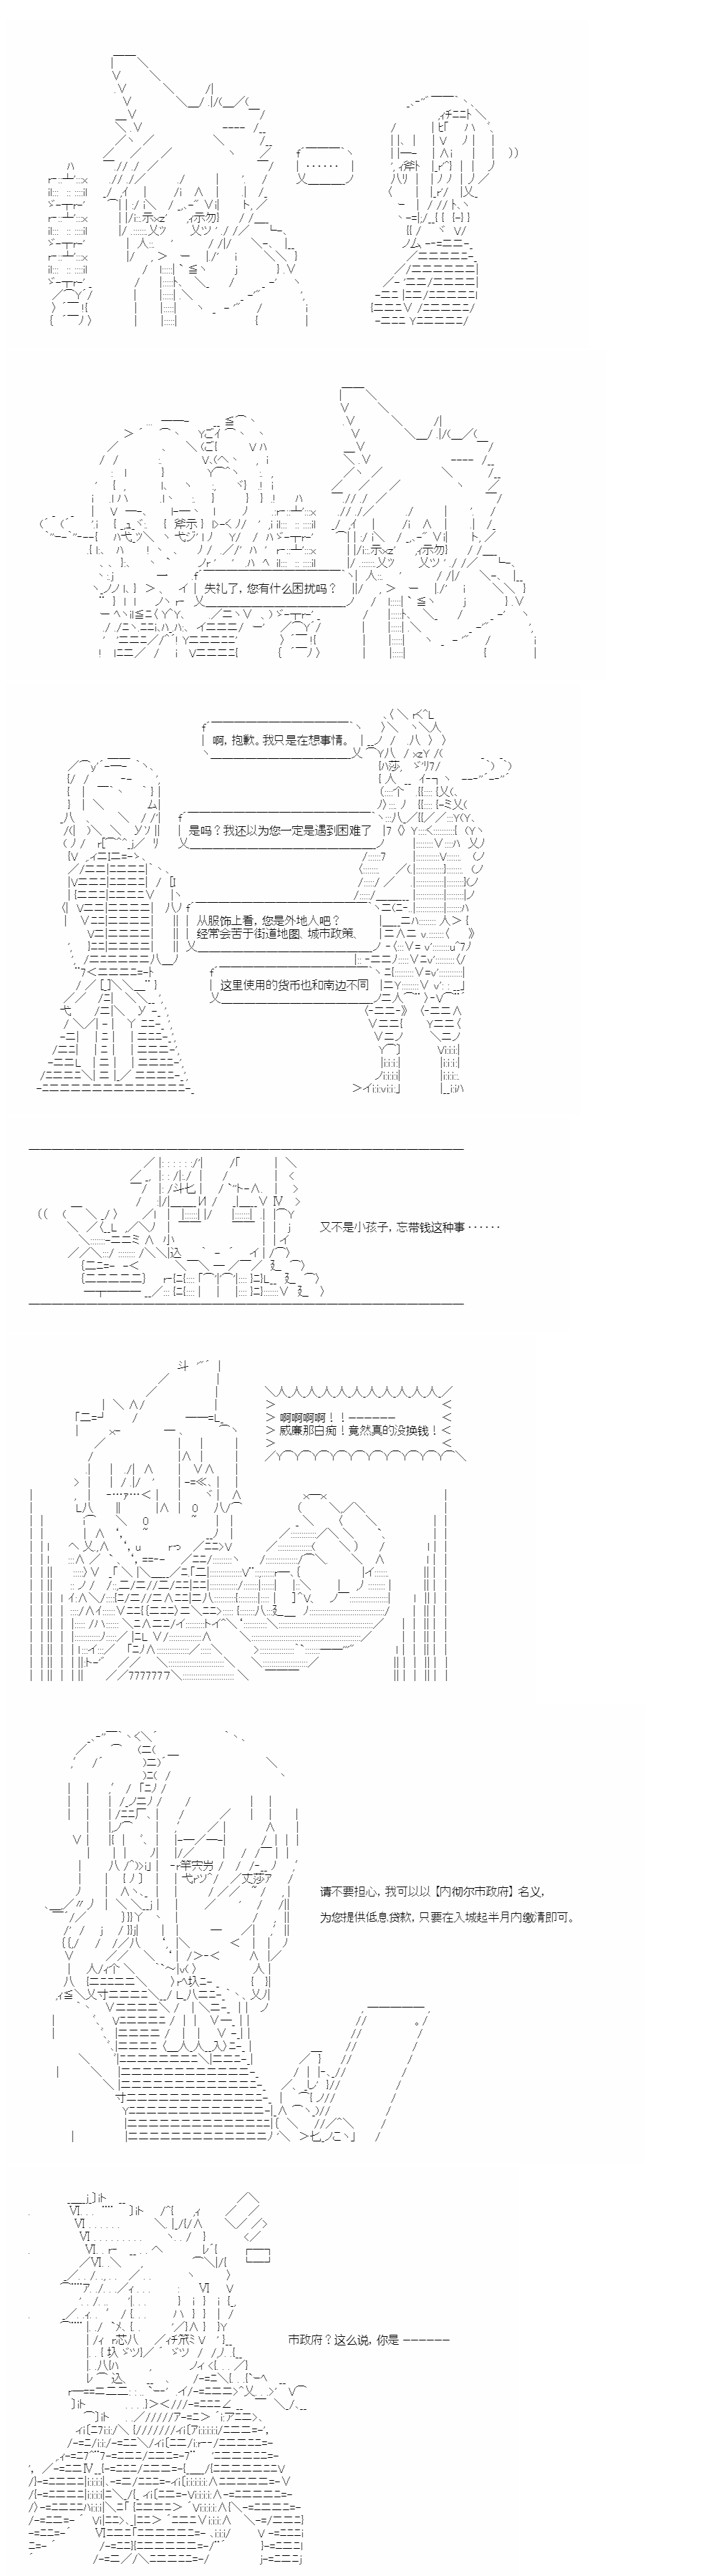 ······
失礼了，您有什么困扰吗？
啊，抱歉。我只是在想事情。
是吗？我还以为您一定是遇到困难了
从服饰上看，您是外地人吧？
经常会苦于街道地图、城市政策、
这里使用的货币也和南边不同
又不是小孩子，忘带钱这种事······
啊啊啊啊！！——————
威廉那白痴！竟然真的没换钱！
请不要担心，我可以以【内彻尔市政府】名义，
为您提供低息贷款，只要在入城起半月内缴清即可。
市政府？这么说，你是 ——————